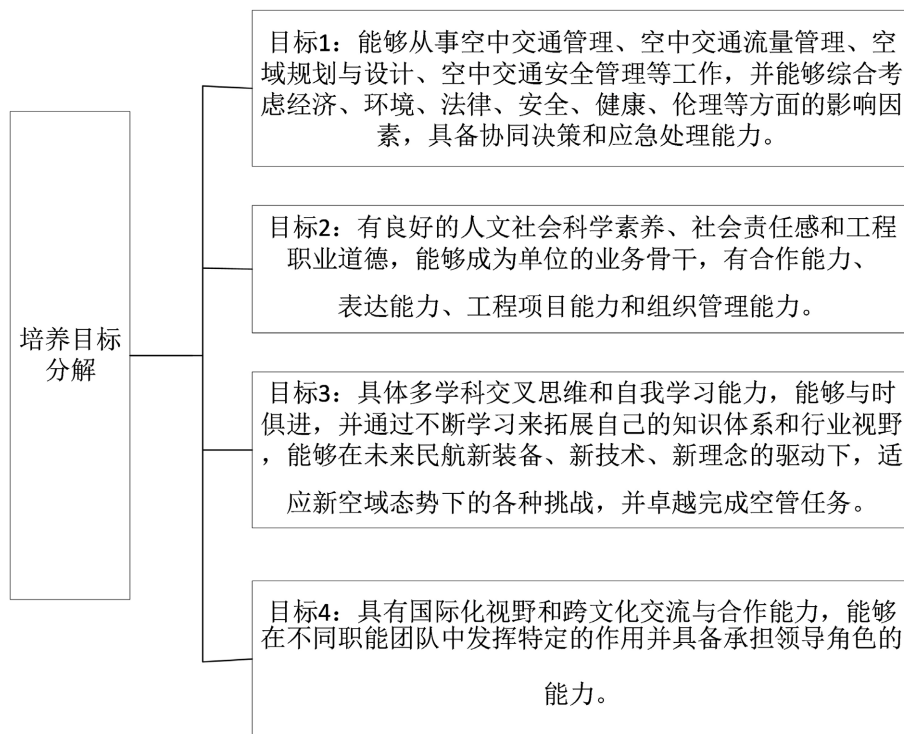 培养目标
分解
目标1：能够从事空中交通管理、空中交通流量管理、空
域规划与设计、空中交通安全管理等工作，并能够综合考
虑经济、环境、法律、安全、健康、伦理等方面的影响因
素，具备协同决策和应急处理能力。
目标2：有良好的人文社会科学素养、社会责任感和工程
职业道德，能够成为单位的业务骨干，有合作能力、
表达能力、工程项目能力和组织管理能力。
目标3：具体多学科交叉思维和自我学习能力，能够与时
俱进，并通过不断学习来拓展自己的知识体系和行业视野
，能够在未来民航新装备、新技术、新理念的驱动下，适
应新空域态势下的各种挑战，并卓越完成空管任务。
目标4：具有国际化视野和跨文化交流与合作能力，能够
在不同职能团队中发挥特定的作用并具备承担领导角色的
能力。